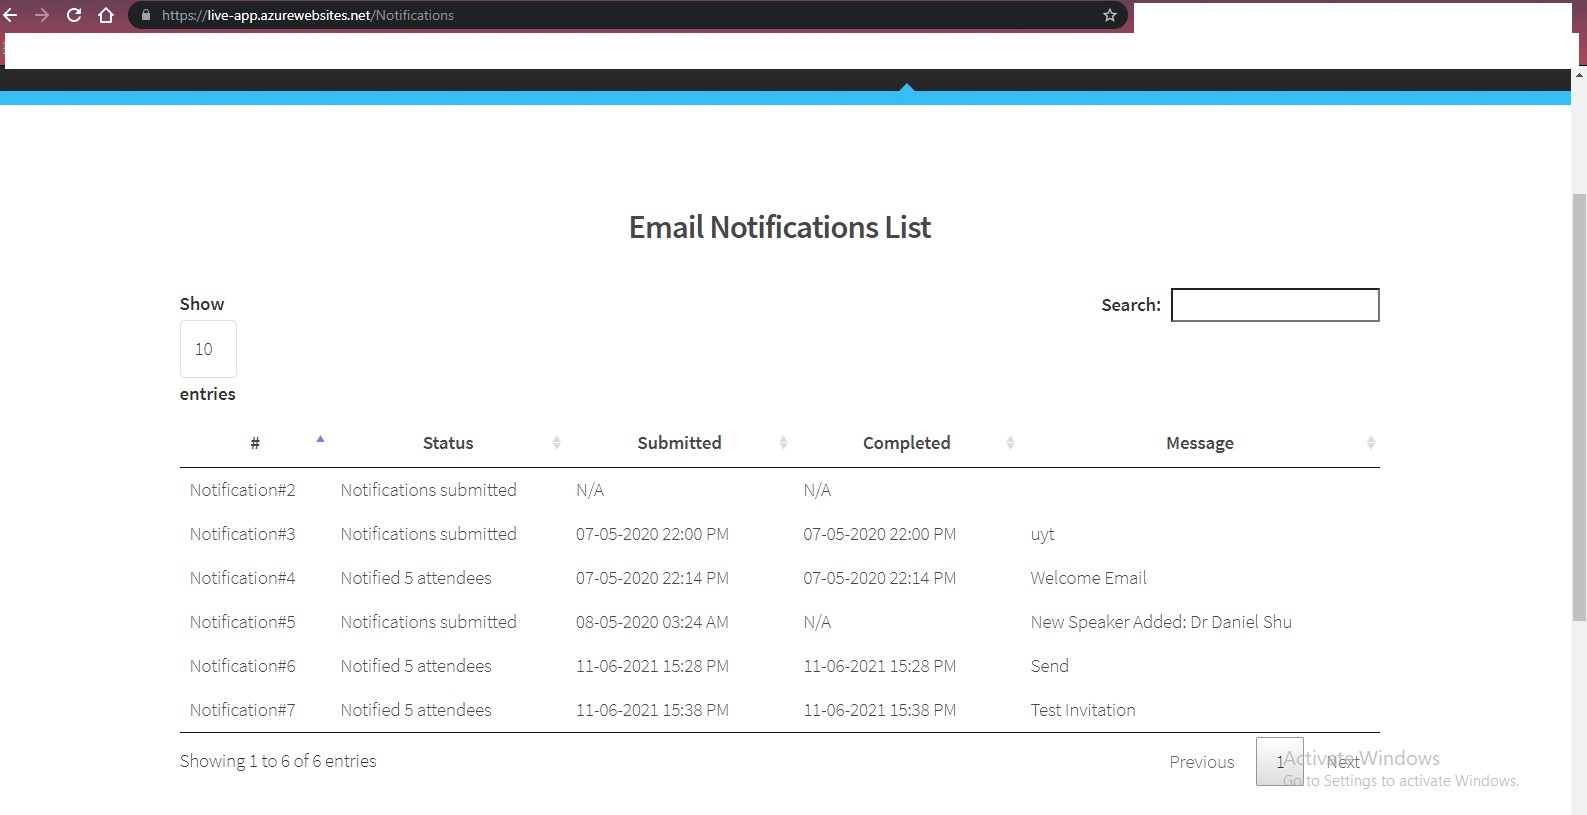 https://live-app.azurewebsites.net/Notifications
Email Notifications List
Show
10
entries
Search:
# Status Submitted Completed Message
Notification#2 Notifications submitted N/A N/A
Notification#3 Notifications submitted 07-05-2020 22:00 PM 07-05-2020 22:00 PM uyt
Notification#4 Notified 5 attendees 07-05-2020 22:14 PM 07-05-2020 22:14 PM Welcome Email
Notification#5 Notifications submitted 08-05-2020 03:24 AM N/A New Speaker Added: Dr Daniel Shu
Notification#6 Notified 5 attendees 11-06-2021 15:28 PM 11-06-2021 15:28 PM Send
Notification#7 Notified 5 attendees 11-06-2021 15:38 PM 11-06-2021 15:38 PM Test Invitation
Showing 1 to 6 of 6 entries
Previous 1 Next
Activate Windows
Go to Settings to activate Windows.